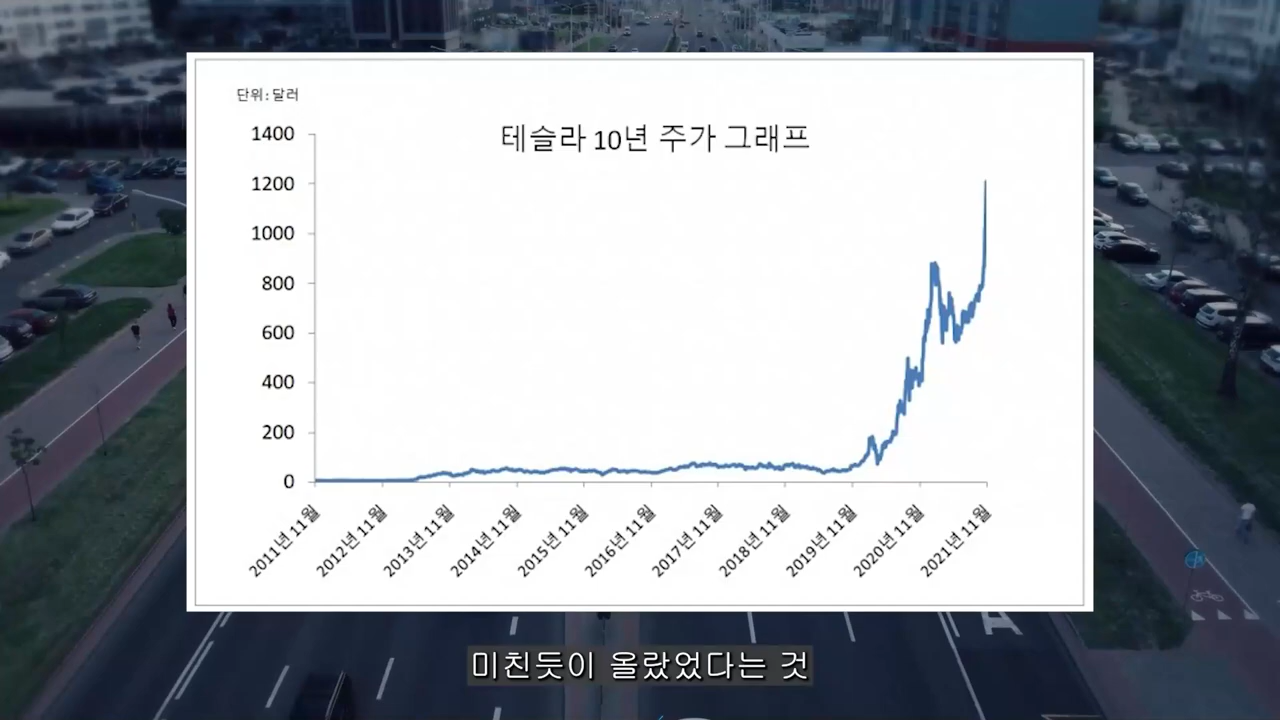 단위:달러
테슬라 10년 주가 그래프
1400
1200
1000
800
600
400
200
0
2011년 11월
2012년 11월
2013년 11월
2014년 11월
2015년 11월
2016년 11월
2017년 11월
2018년 11월
2019년 11월
2020년 11월
2021년 11월
A
미친듯이 올랐었다는 것